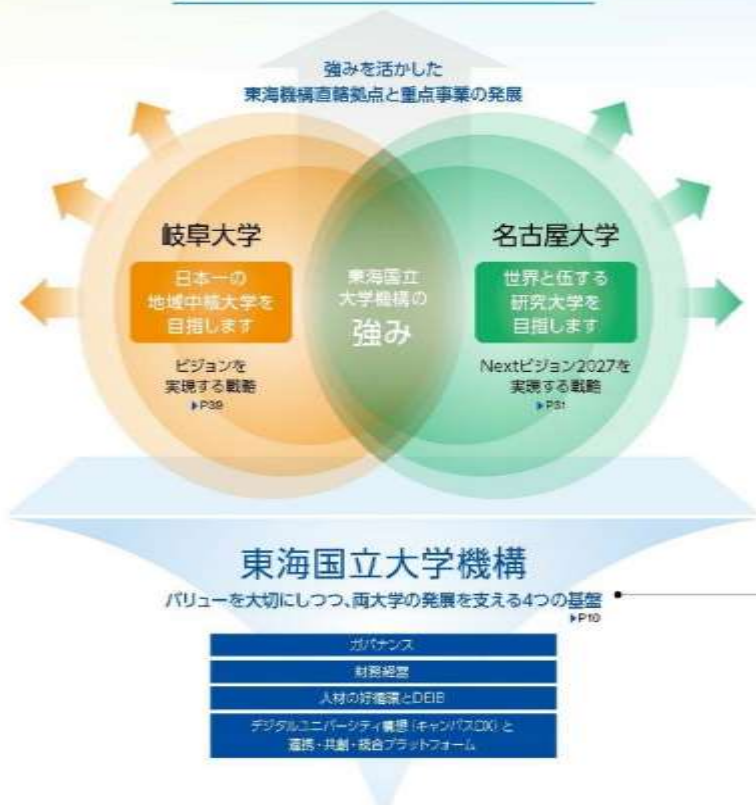 強みを活かした
東海機構直轄拠点と重点事業の発展
岐阜大学
日本一の
地域中核大学を
目指します
ビジョンを
実現する戦略
▶P39
東海国立
大学機構の
強み
名古屋大学
世界と伍する
研究大学を
目指します
Nextビジョン2027を
実現する戦略
▶P31
東海国立大学機構
バリューを大切にしつつ、両大学の発展を支える4つの基盤
▶P10
ガバナンス
財務経営
人材の好循環とDEIB
デジタルユニバーシティ構想(キャンパスDX)と
連携・共創・統合プラットフォーム